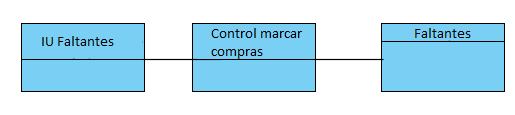 IU Faltantes
Control marcar
compras
Faltantes